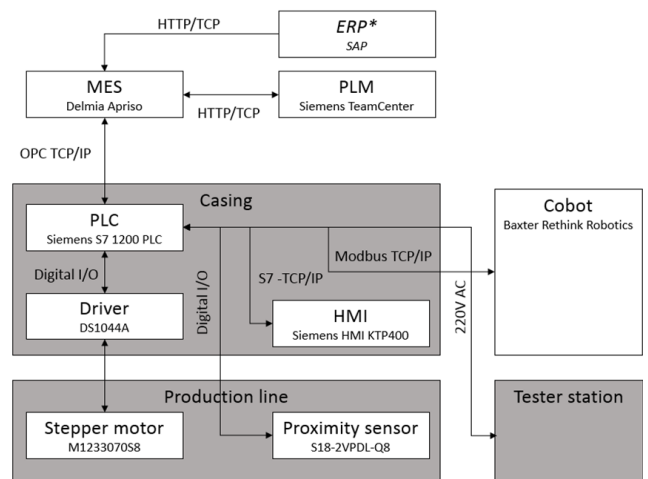 HTTP/TCP
ERP*
SAP
MES
Delmia Apriso
PLM
Siemens TeamCenter
HTTP/TCP
OPC TCP/IP
Casing
PLC
Siemens S7 1200 PLC
Cobot
Baxter Rethink Robotics
Modbus TCP/IP
Digital I/O
S7 -TCP/IP
Digital I/O
220V AC
Driver
DS1044A
HMI
Siemens HMI KTP400
Production line
Tester station
Stepper motor
M1233070S8
Proximity sensor
S18-2VPDL-Q8